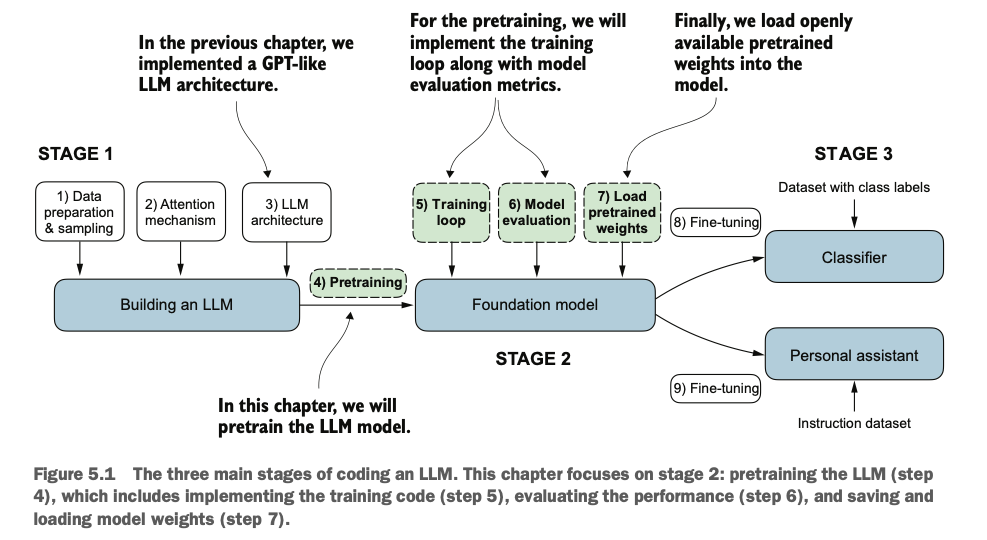 In the previous chapter, we
implemented a GPT-like
LLM architecture.
For the pretraining, we will
implement the training
loop along with model
evaluation metrics.
Finally, we load openly
available pretrained
weights into the
model.
STAGE 1
1) Data
preparation
& sampling
2) Attention
mechanism
3) LLM
architecture
Building an LLM
4) Pretraining
In this chapter, we will
pretrain the LLM model.
5) Training
loop
6) Model
evaluation
7) Load
pretrained
weights
Foundation model
STAGE 2
STAGE 3
Dataset with class labels
8) Fine-tuning
Classifier
Personal assistant
9) Fine-tuning
Instruction dataset
Figure 5.1 The three main stages of coding an LLM. This chapter focuses on stage 2: pretraining the LLM (step
4), which includes implementing the training code (step 5), evaluating the performance (step 6), and saving and
loading model weights (step 7).